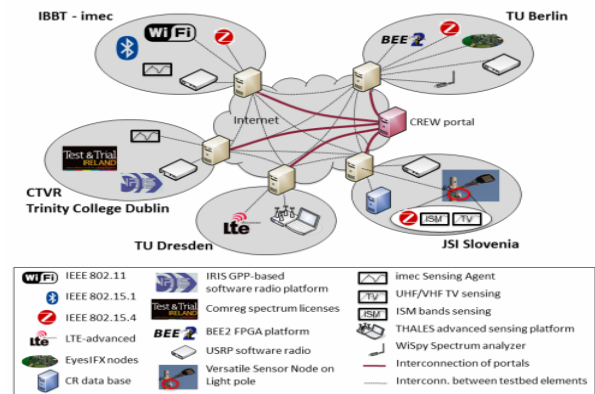 IBBT - imec
TU Berlin
WiFi
BEE2
Internet
CREW portal
Test & Trial
IRELAND
CTVR
Trinity College Dublin
Lte
TU Dresden
ISM
TV
JSI Slovenia
WiFi IEEE 802.11
IEEE 802.15.1
IEEE 802.15.4
Lte LTE-advanced
EyesIFX nodes
CR data base
IRIS GPP-based
software radio platform
Test & Trial
IRELAND
Comreg spectrum licenses
BEE2 BEE2 FPGA platform
USRP software radio
Versatile Sensor Node on
Light pole
imec Sensing Agent
TV UHF/VHF TV sensing
ISM ISM bands sensing
THALES advanced sensing platform
WiSpy Spectrum analyzer
Interconnection of portals
Interconn. between testbed elements